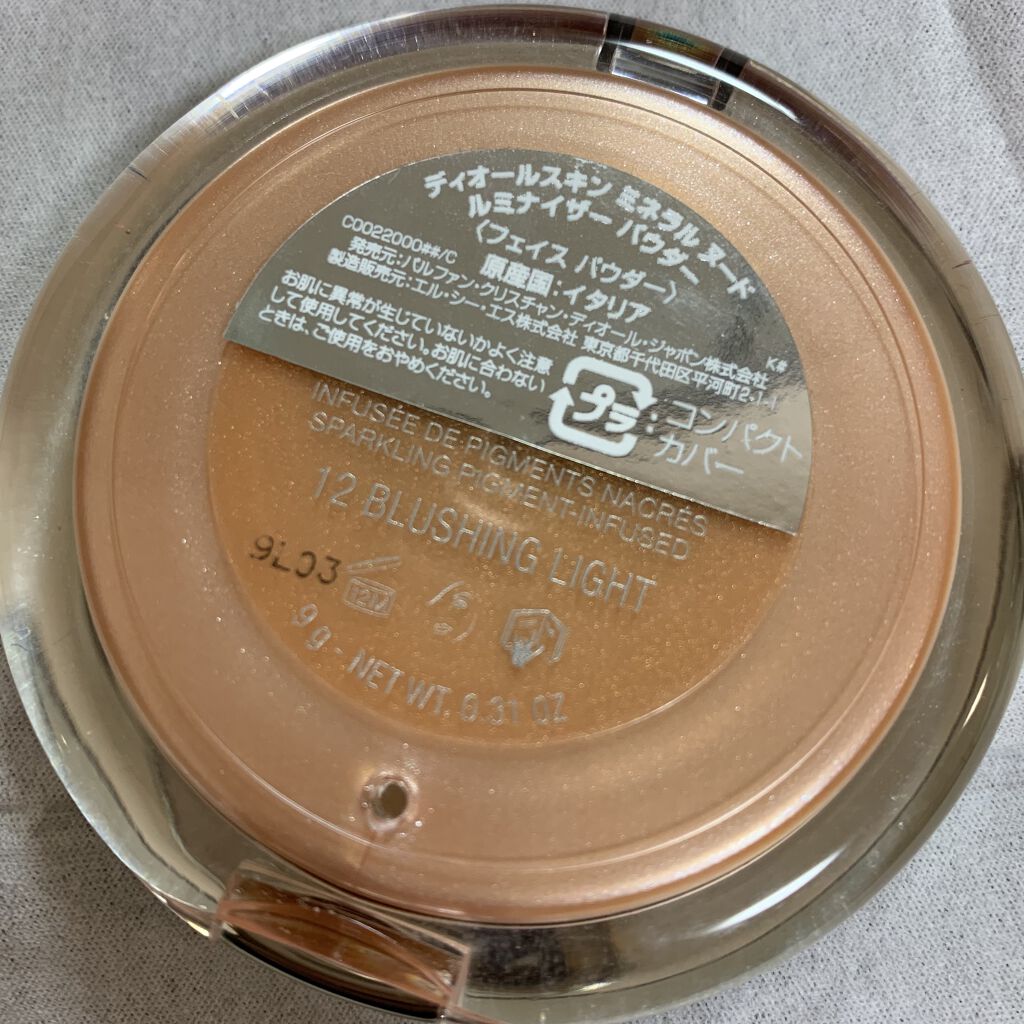 ディオールスキン ミネラル ヌード
ルミナイザー パウダー
〈フェイス パウダー〉
C0022000##/C
原産国:イタリア
発売元:パルファン・クリスチャン・ディオール・ジャポン株式会社 K#
製造販売元:エル・シー・エス株式会社 東京都千代田区平河町2-1-1
お肌に異常が生じていないかよく注意
して使用してください。お肌に合わない
ときは、ご使用をおやめください。
プラ
:コンパクト
カバー
INFUSÉE DE PIGMENTS NACRÉS
SPARKLING PIGMENT-INFUSED
12 BLUSHING LIGHT
9L03
12M
9 g - NET WT. 0.31 OZ